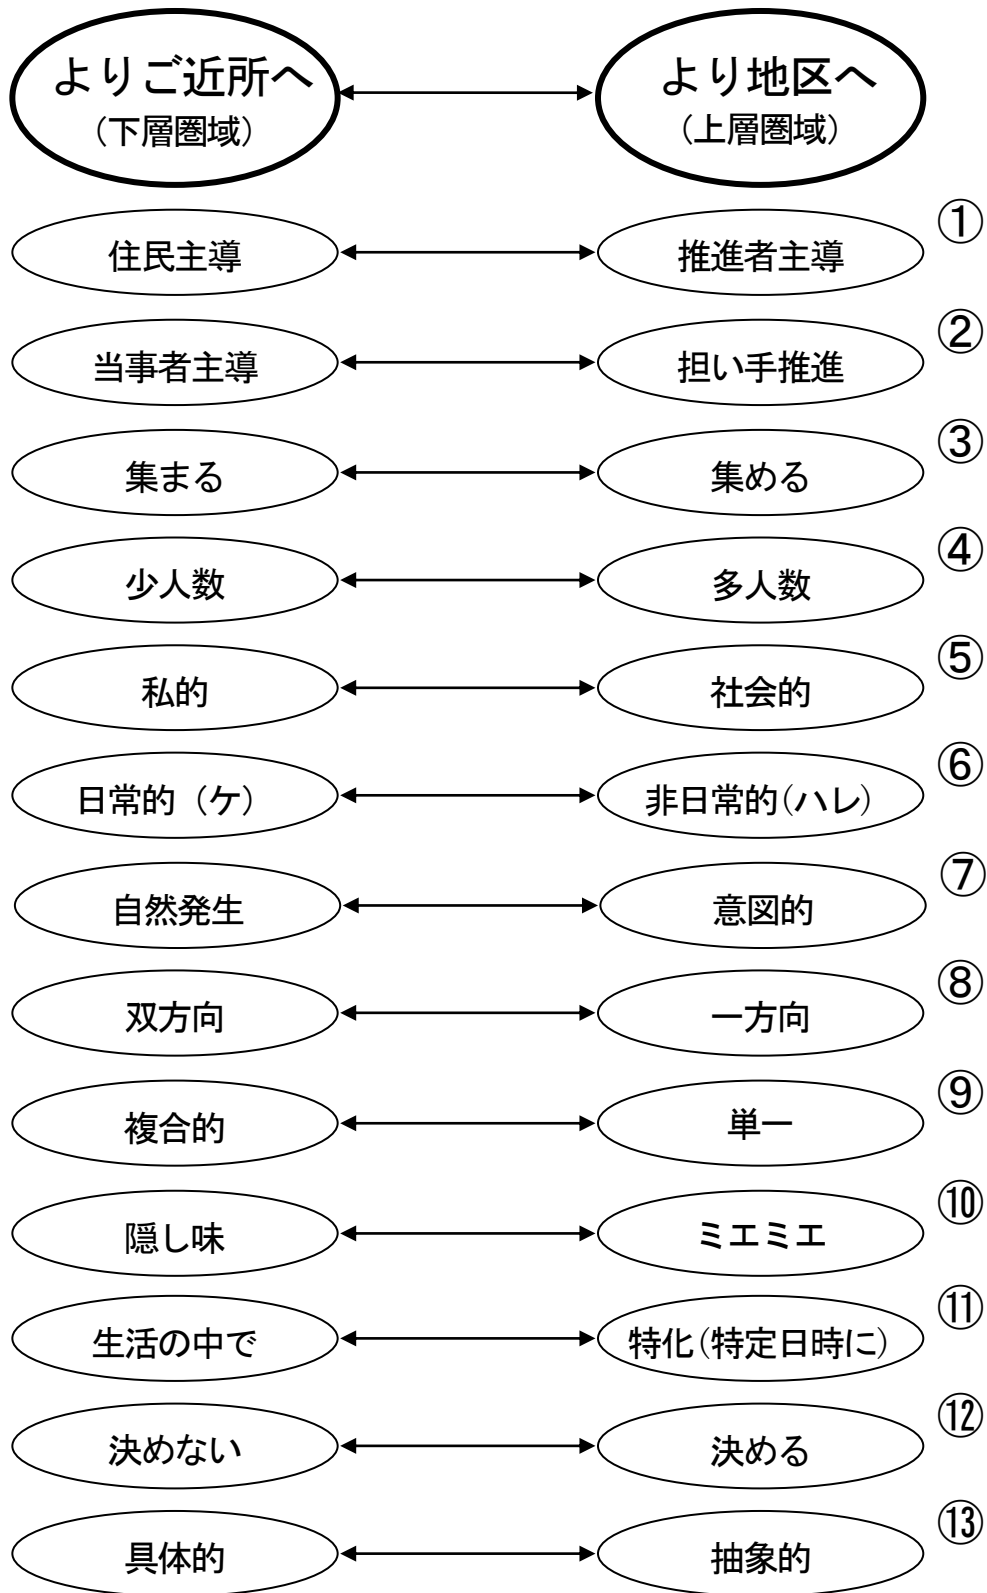 よりご近所へ より地区へ
（下層圏域） （上層圏域）
住民主導 推進者主導 ①
当事者主導 担い手推進 ②
集まる 集める ③
少人数 多人数 ④
私的 社会的 ⑤
日常的（ケ） 非日常的（ハレ） ⑥
自然発生 意図的 ⑦
双方向 一方向 ⑧
複合的 単一 ⑨
隠し味 ミエミエ ⑩
生活の中で 特化（特定日時に） ⑪
決めない 決める ⑫
具体的 抽象的 ⑬